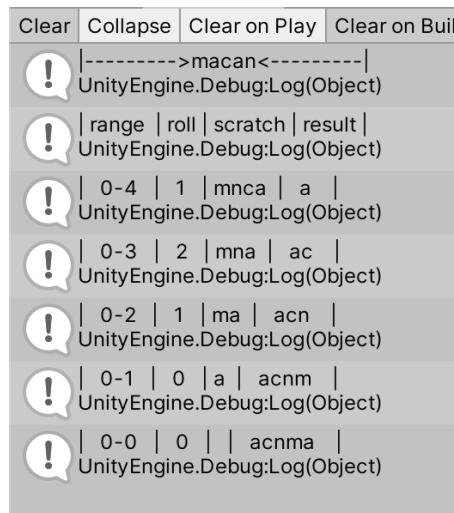 Clear Collapse Clear on Play Clear on Buil
|--------->macan<---------|
UnityEngine.Debug:Log(Object)
| range | roll | scratch | result |
UnityEngine.Debug:Log(Object)
| 0-4 | 1 | mnca | a |
UnityEngine.Debug:Log(Object)
| 0-3 | 2 | mna | ac |
UnityEngine.Debug:Log(Object)
| 0-2 | 1 | ma | acn |
UnityEngine.Debug:Log(Object)
| 0-1 | 0 | a | acnm |
UnityEngine.Debug:Log(Object)
| 0-0 | 0 | | acnma |
UnityEngine.Debug:Log(Object)